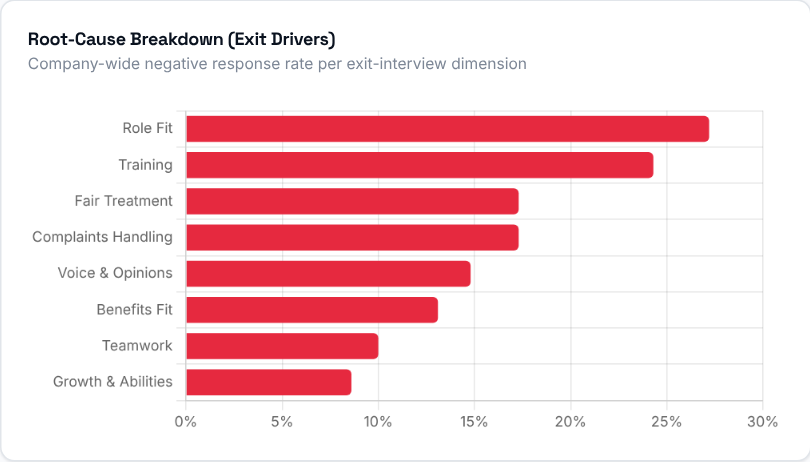 Root-Cause Breakdown (Exit Drivers)
Company-wide negative response rate per exit-interview dimension
Role Fit
Training
Fair Treatment
Complaints Handling
Voice & Opinions
Benefits Fit
Teamwork
Growth & Abilities
0% 5% 10% 15% 20% 25% 30%